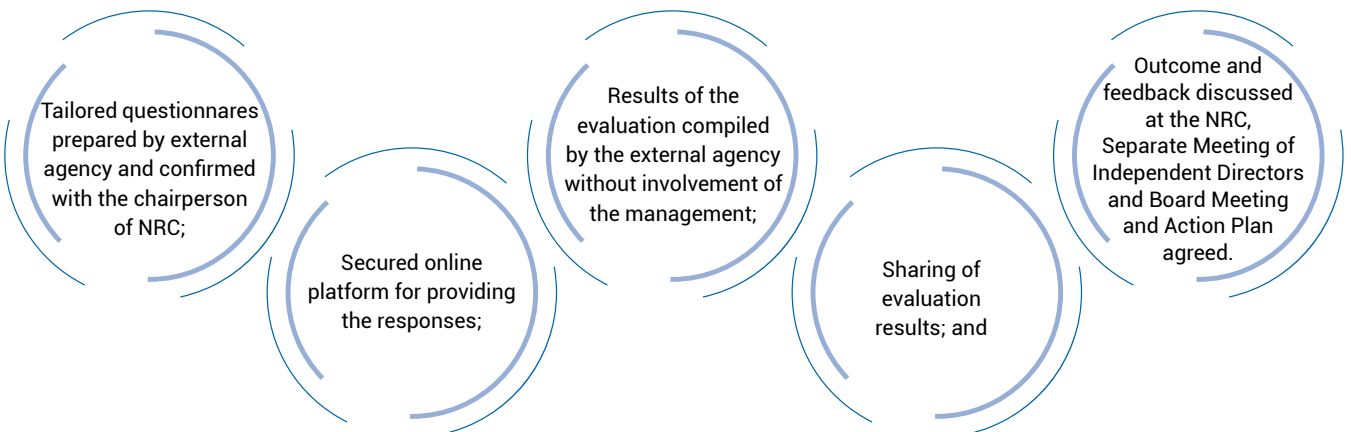 Tailored questionnares
prepared by external
agency and confirmed
with the chairperson
of NRC;
Secured online
platform for providing
the responses;
Results of the
evaluation compiled
by the external agency
without involvement of
the management;
Sharing of
evaluation
results; and
Outcome and
feedback discussed
at the NRC,
Separate Meeting of
Independent Directors
and Board Meeting
and Action Plan
agreed.